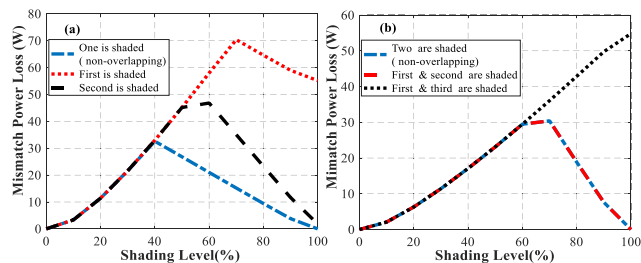 (a)
Mismatch Power Loss (W)
80
70
60
50
40
30
20
10
0
One is shaded
( non-overlapping)
First is shaded
Second is shaded
0 20 40 60 80 100
Shading Level(%)
(b)
Mimatch Power Loss (W)
60
50
40
30
20
10
0
Two are shaded
( non-overlapping)
First & second are shaded
First & third are shaded
0 20 40 60 80 100
Shading Level(%)